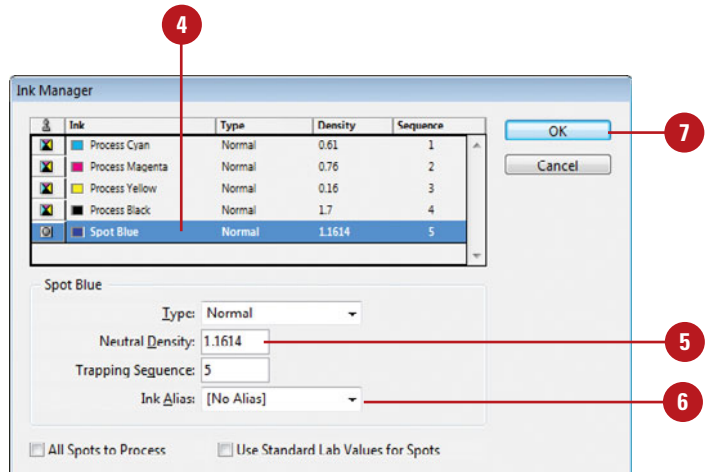 4
Ink Manager
Ink Type Density Sequence
Process Cyan Normal 0.61 1
Process Magenta Normal 0.76 2
Process Yellow Normal 0.16 3
Process Black Normal 1.7 4
Spot Blue Normal 1.1614 5
OK
7
Cancel
Spot Blue
Type: Normal
Neutral Density: 1.1614
5
Trapping Sequence: 5
Ink Alias: [No Alias]
6
All Spots to Process Use Standard Lab Values for Spots